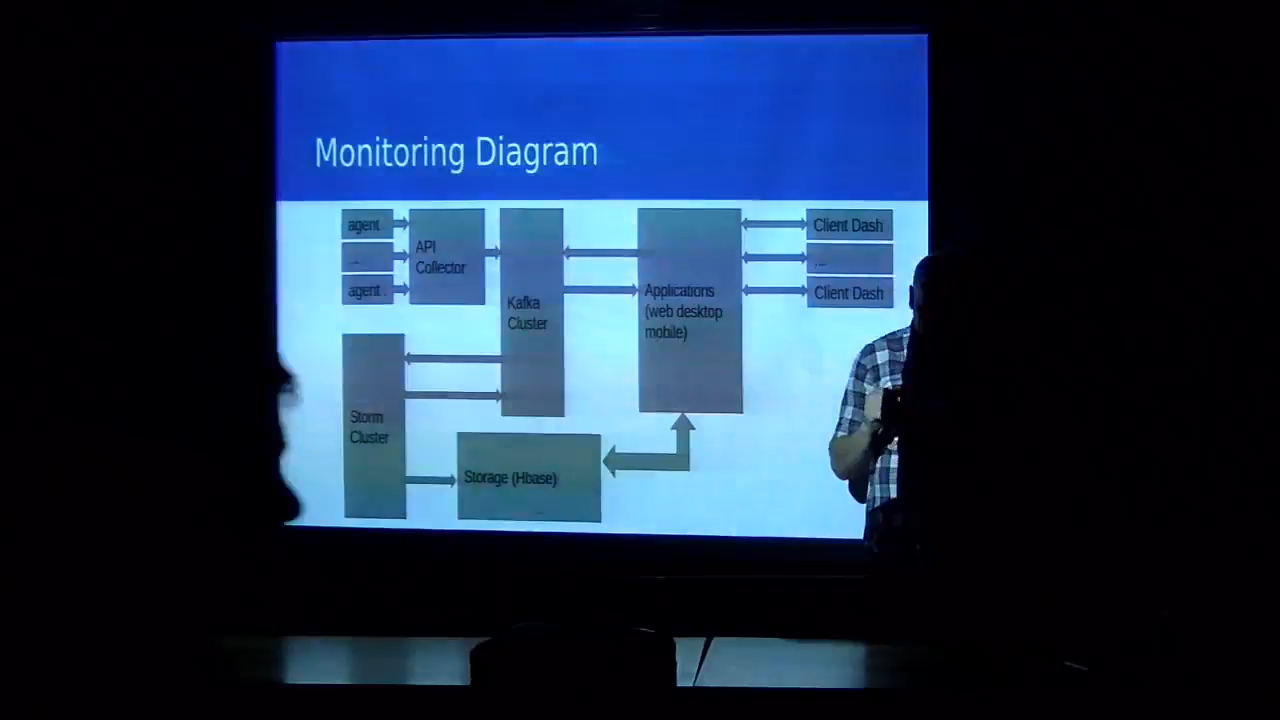 Monitoring Diagram
agent
...
agent
API
Collector
Kafka
Cluster
Applications
(web desktop
mobile)
Client Dash
...
Client Dash
Storm
Cluster
Storage (Hbase)